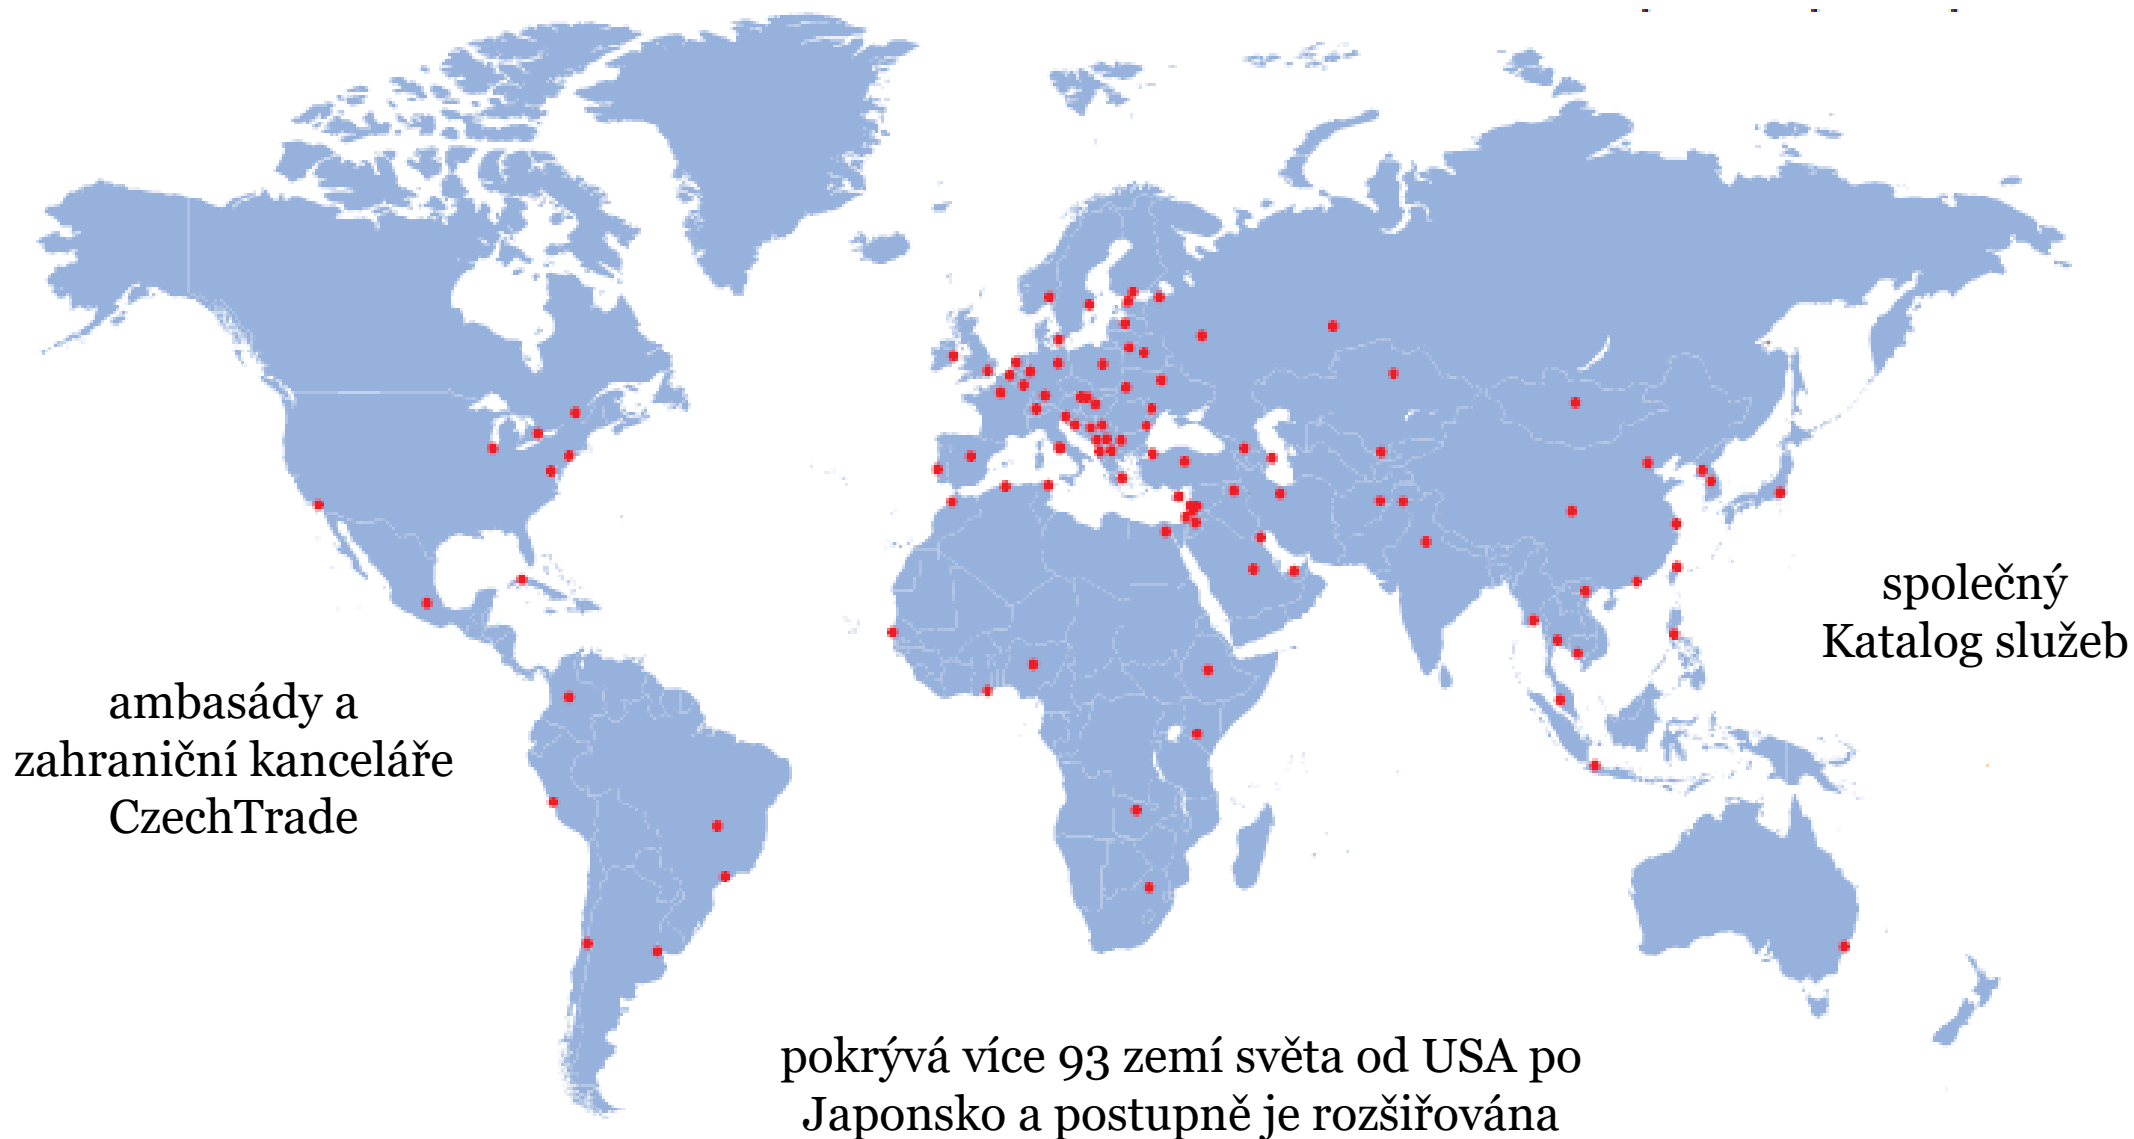 společný
Katalog služeb
ambasády a
zahraniční kanceláře
CzechTrade
pokrývá více 93 zemí světa od USA po
Japonsko a postupně je rozšiřována